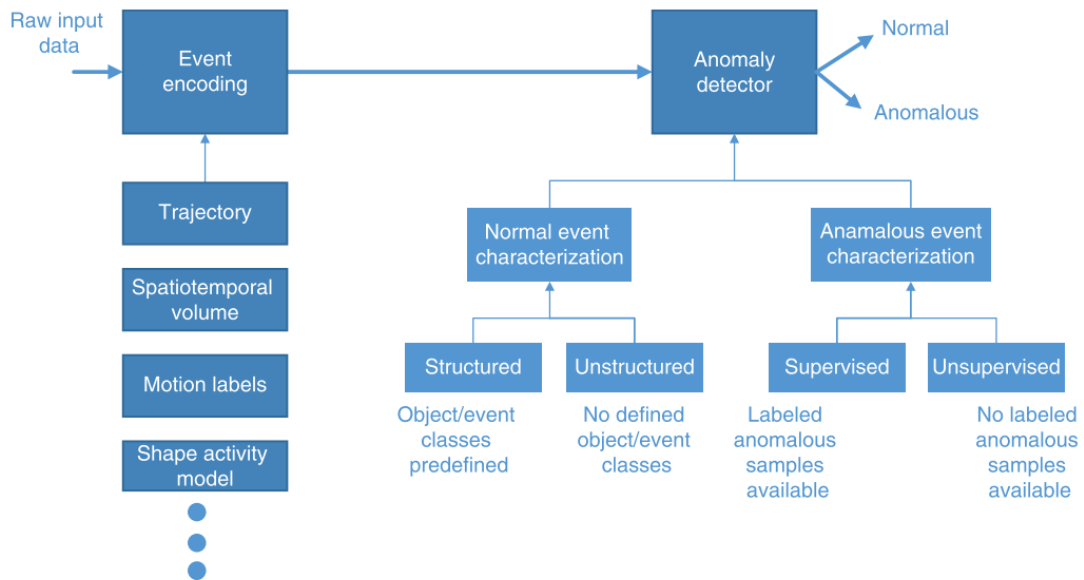 Raw input
data
Event
encoding
Anomaly
detector
Normal
Anomalous
Trajectory
Spatiotemporal
volume
Motion labels
Shape activity
model
Normal event
characterization
Anamalous event
characterization
Structured
Unstructured
Supervised
Unsupervised
Object/event
classes
predefined
No defined
object/event
classes
Labeled
anomalous
samples
available
No labeled
anomalous
samples
available